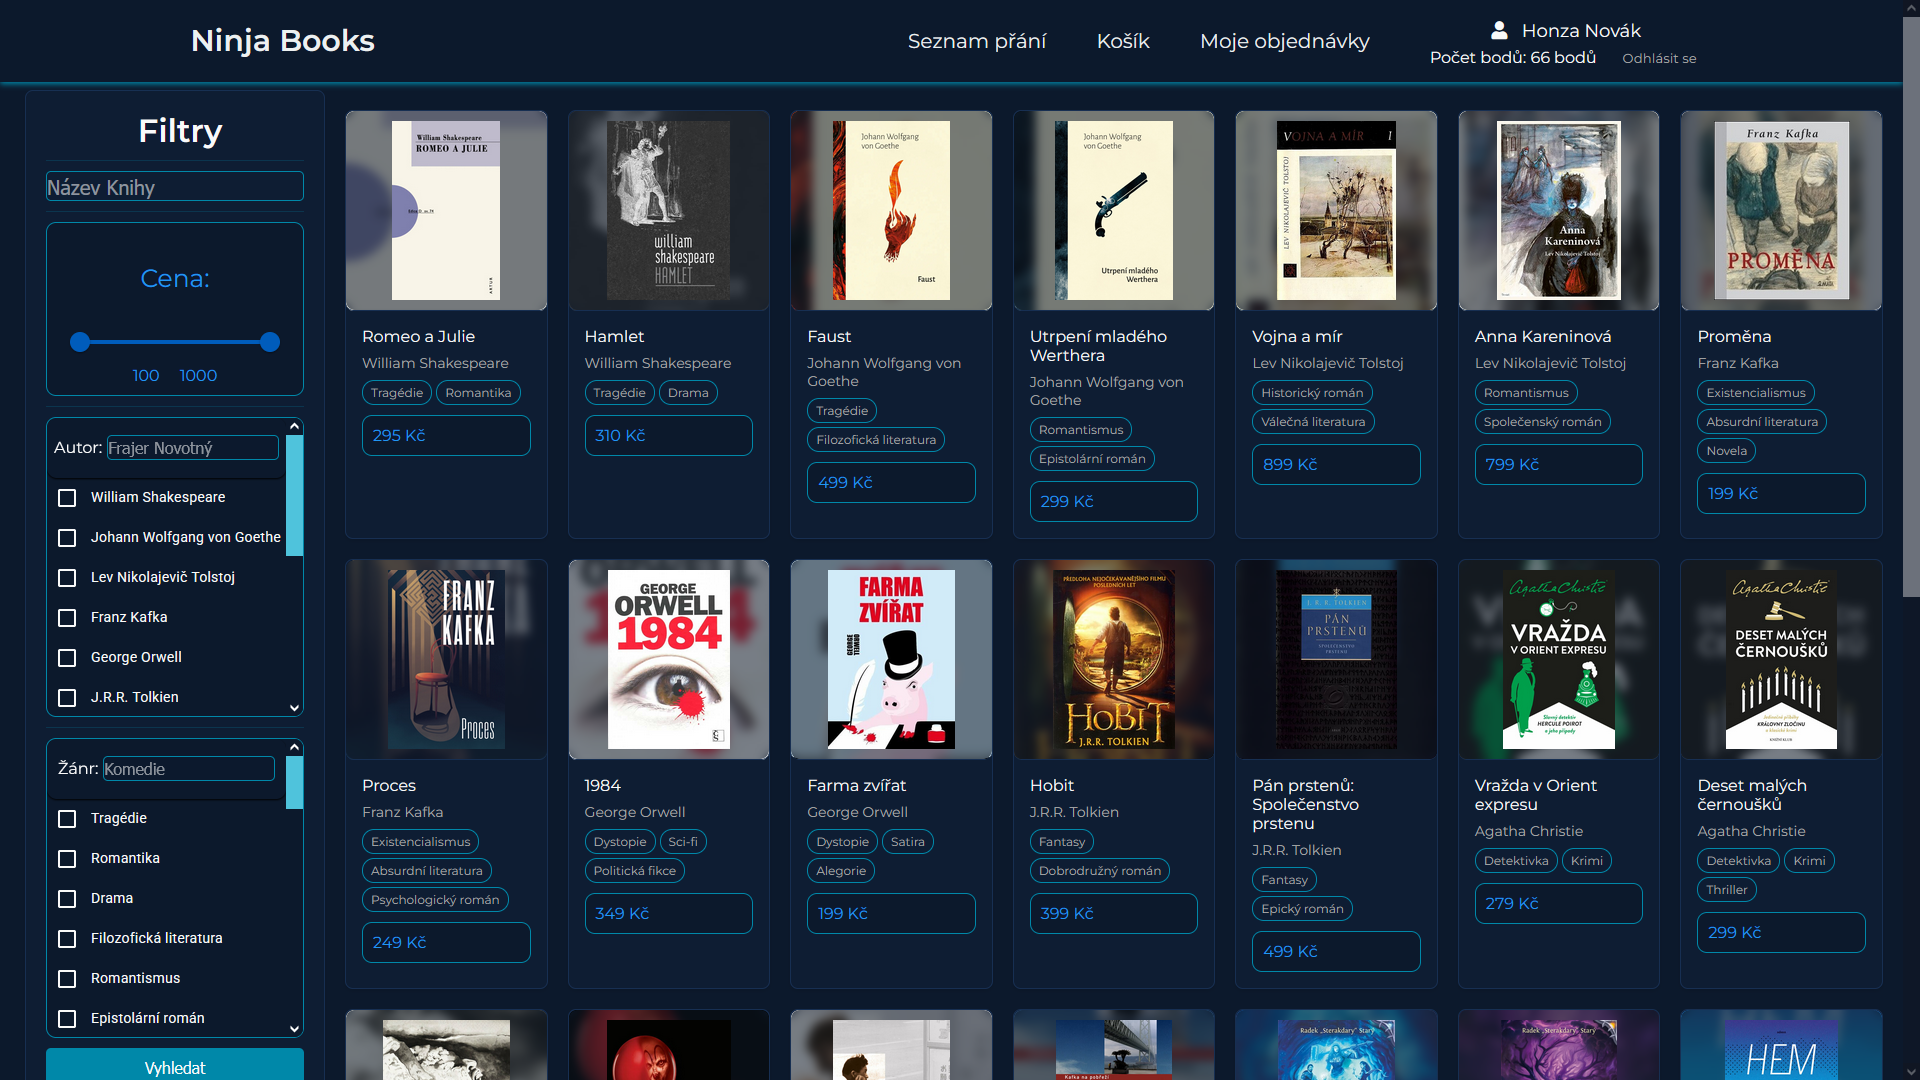 Ninja Books
Seznam přání
Košík
Moje objednávky
Honza Novák
Počet bodů: 66 bodů
Odhlásit se
Filtry
Název Knihy
Cena:
100 1000
Autor: Frajer Novotný
William Shakespeare
Johann Wolfgang von Goethe
Lev Nikolajevič Tolstoj
Franz Kafka
George Orwell
J.R.R. Tolkien
Žánr: Komedie
Tragédie
Romantika
Drama
Filozofická literatura
Romantismus
Epistolární román
Vyhledat
William Shakespeare
ROMEO A JULIE
ARTUR
Romeo a Julie
William Shakespeare
Tragédie Romantika
295 Kč
william
shakespeare
HAMLET
Hamlet
William Shakespeare
Tragédie Drama
310 Kč
Johann Wolfgang
von Goethe
Faust
Faust
Johann Wolfgang von
Goethe
Tragédie
Filozofická literatura
499 Kč
Johann Wolfgang
von Goethe
Utrpení mladého
Werthera
Utrpení mladého
Werthera
Johann Wolfgang von
Goethe
Romantismus
Epistolární román
299 Kč
VOJNA A MÍR I
LEV NIKOLAJEVIČ TOLSTOJ
Vojna a mír
Lev Nikolajevič Tolstoj
Historický román
Válečná literatura
899 Kč
Anna
Kareninová
Lev Nikolajevič Tolstoj
Anna Kareninová
Lev Nikolajevič Tolstoj
Romantismus
Společenský román
799 Kč
Franz Kafka
PROMĚNA
Proměna
Franz Kafka
Existencialismus
Absurdní literatura
Novela
199 Kč
FRANZ
KAFKA
Proces
Proces
Franz Kafka
Existencialismus
Absurdní literatura
Psychologický román
249 Kč
GEORGE
ORWELL
1984
1984
George Orwell
Dystopie Sci-fi
Politická fikce
349 Kč
FARMA
ZVÍŘAT
GEORGE
ORWELL
Farma zvířat
George Orwell
Dystopie Satira
Alegorie
199 Kč
PŘEDLOHA NEJOČEKÁVANĚJŠÍHO FILMU
POSLEDNÍCH LET
HOBIT
J.R.R. TOLKIEN
Hobit
J.R.R. Tolkien
Fantasy
Dobrodružný román
399 Kč
J. R. R. TOLKIEN
PÁN
PRSTENŮ
SPOLEČENSTVO
PRSTENU
Pán prstenů:
Společenstvo
prstenu
J.R.R. Tolkien
Fantasy
Epický román
499 Kč
Agatha Christie
VRAŽDA
V ORIENT EXPRESU
Slavný detektiv
HERCULE POIROT
a jeho případy
Vražda v Orient
expresu
Agatha Christie
Detektivka Krimi
279 Kč
Agatha Christie
DESET MALÝCH
ČERNOUŠKŮ
KRÁLOVNY ZLOČINU
Deset malých
černoušků
Agatha Christie
Detektivka Krimi
Thriller
299 Kč
Kafka na pobřeží
Radek „Sterakdary“ Starý
Radek „Sterakdary“ Starý
HEM